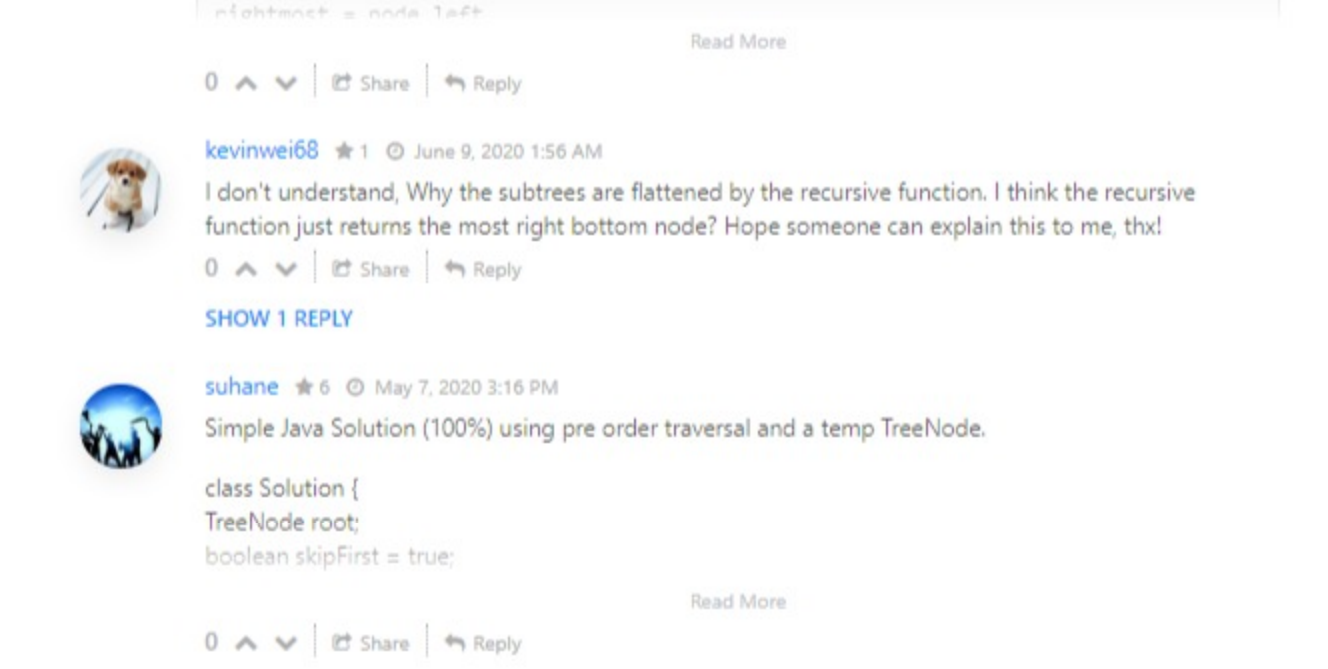 rightmost = node.left
Read More
0 Share Reply
kevinwei68 1 June 9, 2020 1:56 AM
I don't understand, Why the subtrees are flattened by the recursive function. I think the recursive
function just returns the most right bottom node? Hope someone can explain this to me, thx!
0 Share Reply
SHOW 1 REPLY
suhane 6 May 7, 2020 3:16 PM
Simple Java Solution (100%) using pre order traversal and a temp TreeNode.
class Solution {
TreeNode root;
boolean skipFirst = true;
Read More
0 Share Reply